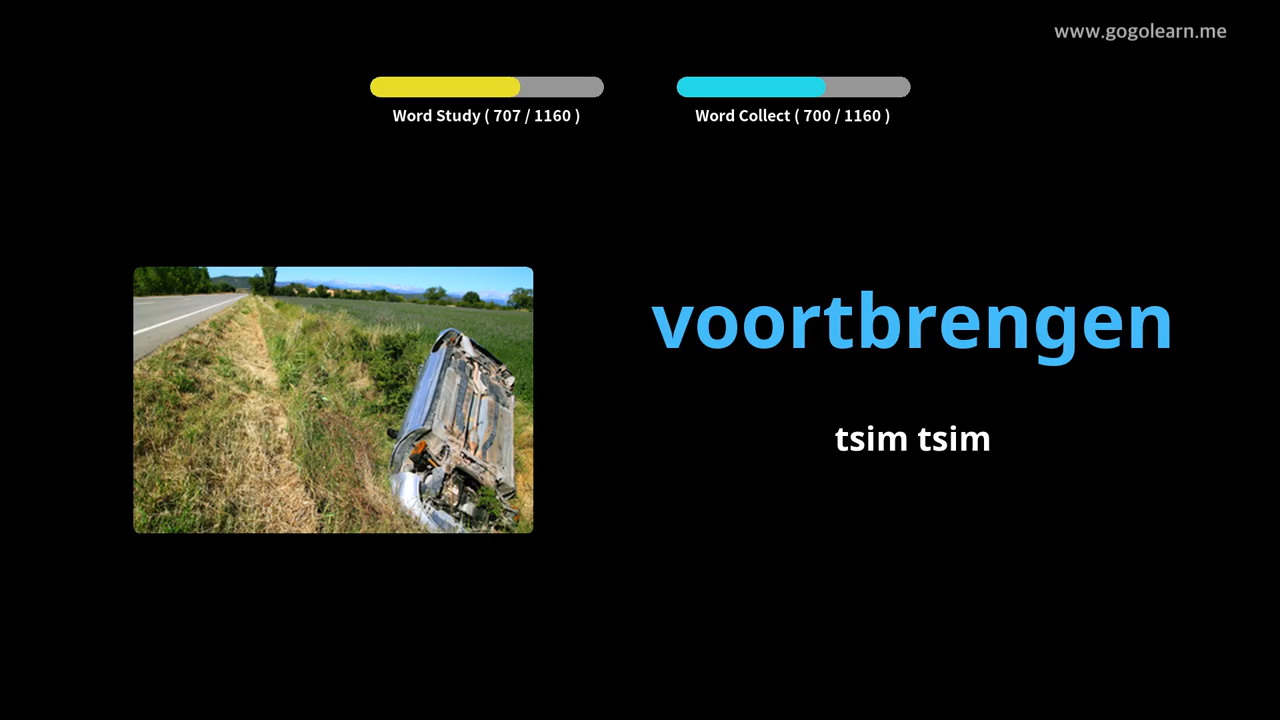 www.gogolearn.me
Word Study ( 707 / 1160 )
Word Collect ( 700 / 1160 )
voortbrengen
tsim tsim